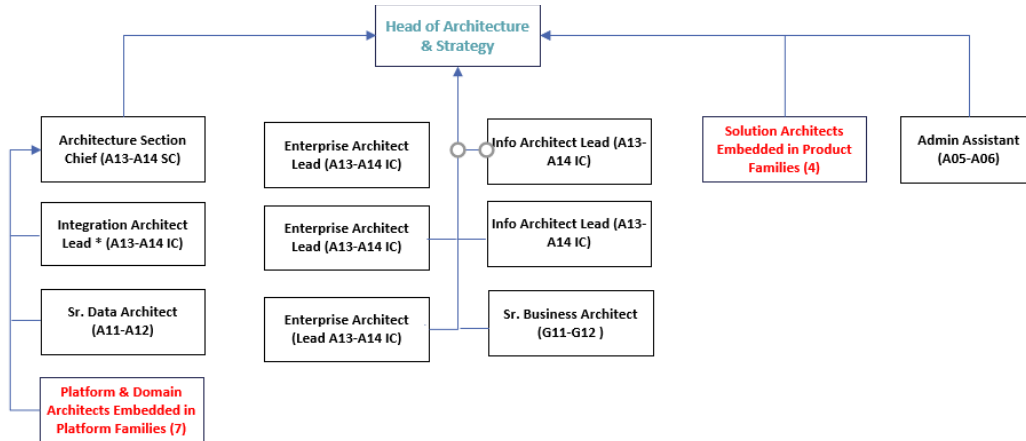 Head of Architecture
& Strategy
Architecture Section
Chief (A13-A14 SC)
Integration Architect
Lead * (A13-A14 IC)
Sr. Data Architect
(A11-A12)
Platform & Domain
Architects Embedded in
Platform Families (7)
Enterprise Architect
Lead (A13-A14 IC)
Enterprise Architect
Lead (A13-A14 IC)
Enterprise Architect
(Lead A13-A14 IC)
Info Architect Lead (A13-
A14 IC)
Info Architect Lead (A13-
A14 IC)
Sr. Business Architect
(G11-G12 )
Solution Architects
Embedded in Product
Families (4)
Admin Assistant
(A05-A06)